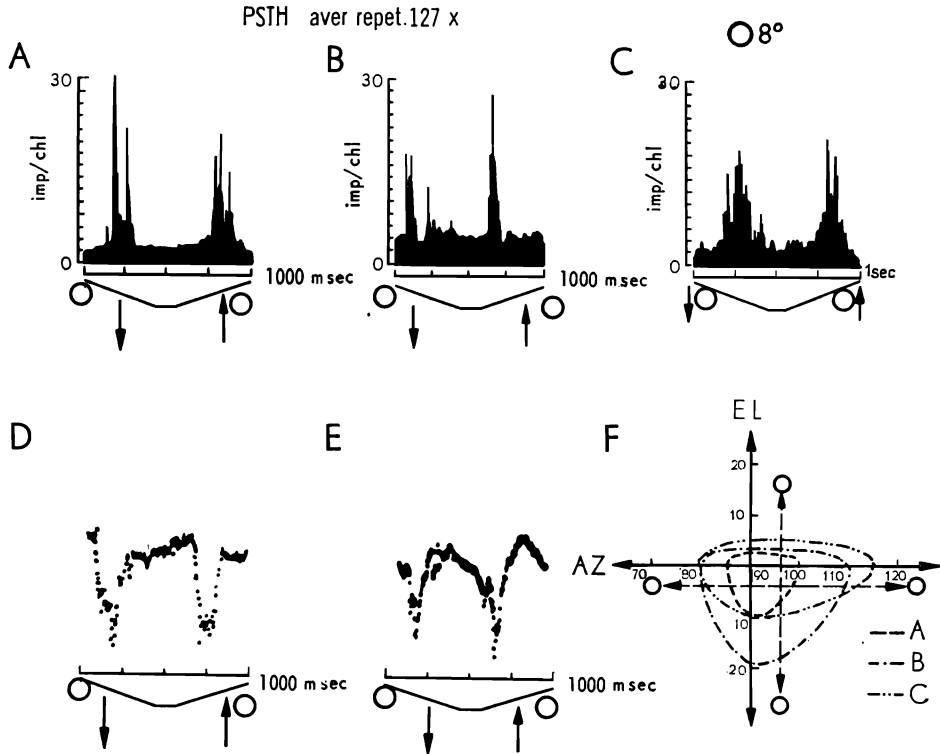 PSTH aver repet.127 x
8°
A
B
C
30
imp/chl
0
1000 msec
30
imp/chl
0
1000 msec
30
imp/chl
0
1sec
D
E
F
1000 msec
1000 msec
EL
20
10
AZ
70
80
90
100
110
120
10
20
A
B
C